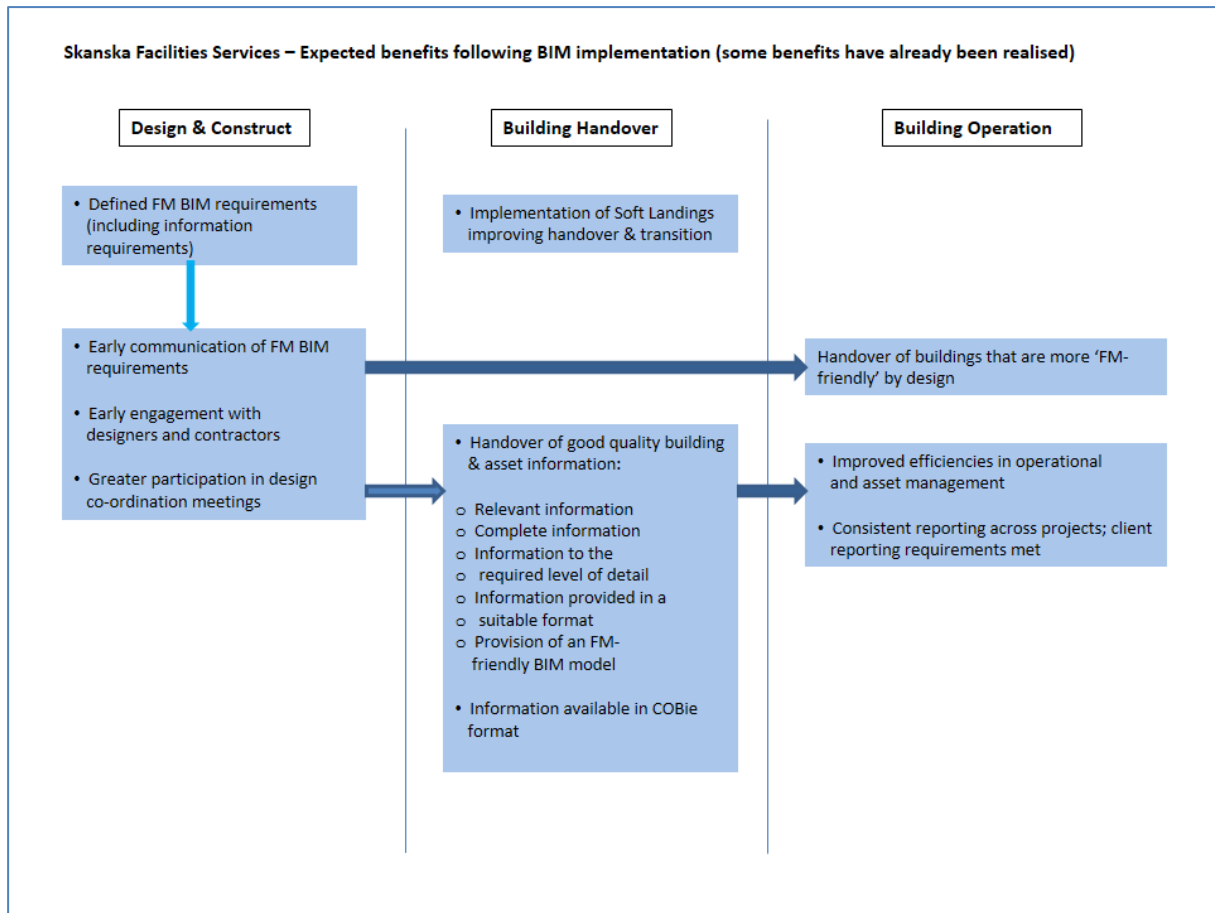 Skanska Facilities Services – Expected benefits following BIM implementation (some benefits have already been realised)
Design & Construct
• Defined FM BIM requirements
(including information
requirements)
• Early communication of FM BIM
requirements
• Early engagement with
designers and contractors
• Greater participation in design
co-ordination meetings
Building Handover
• Implementation of Soft Landings
improving handover & transition
• Handover of good quality building
& asset information:
o Relevant information
o Complete information
o Information to the
o required level of detail
o Information provided in a
o suitable format
o Provision of an FM-
friendly BIM model
• Information available in COBie
format
Building Operation
Handover of buildings that are more ‘FM-
friendly’ by design
• Improved efficiencies in operational
and asset management
• Consistent reporting across projects; client
reporting requirements met